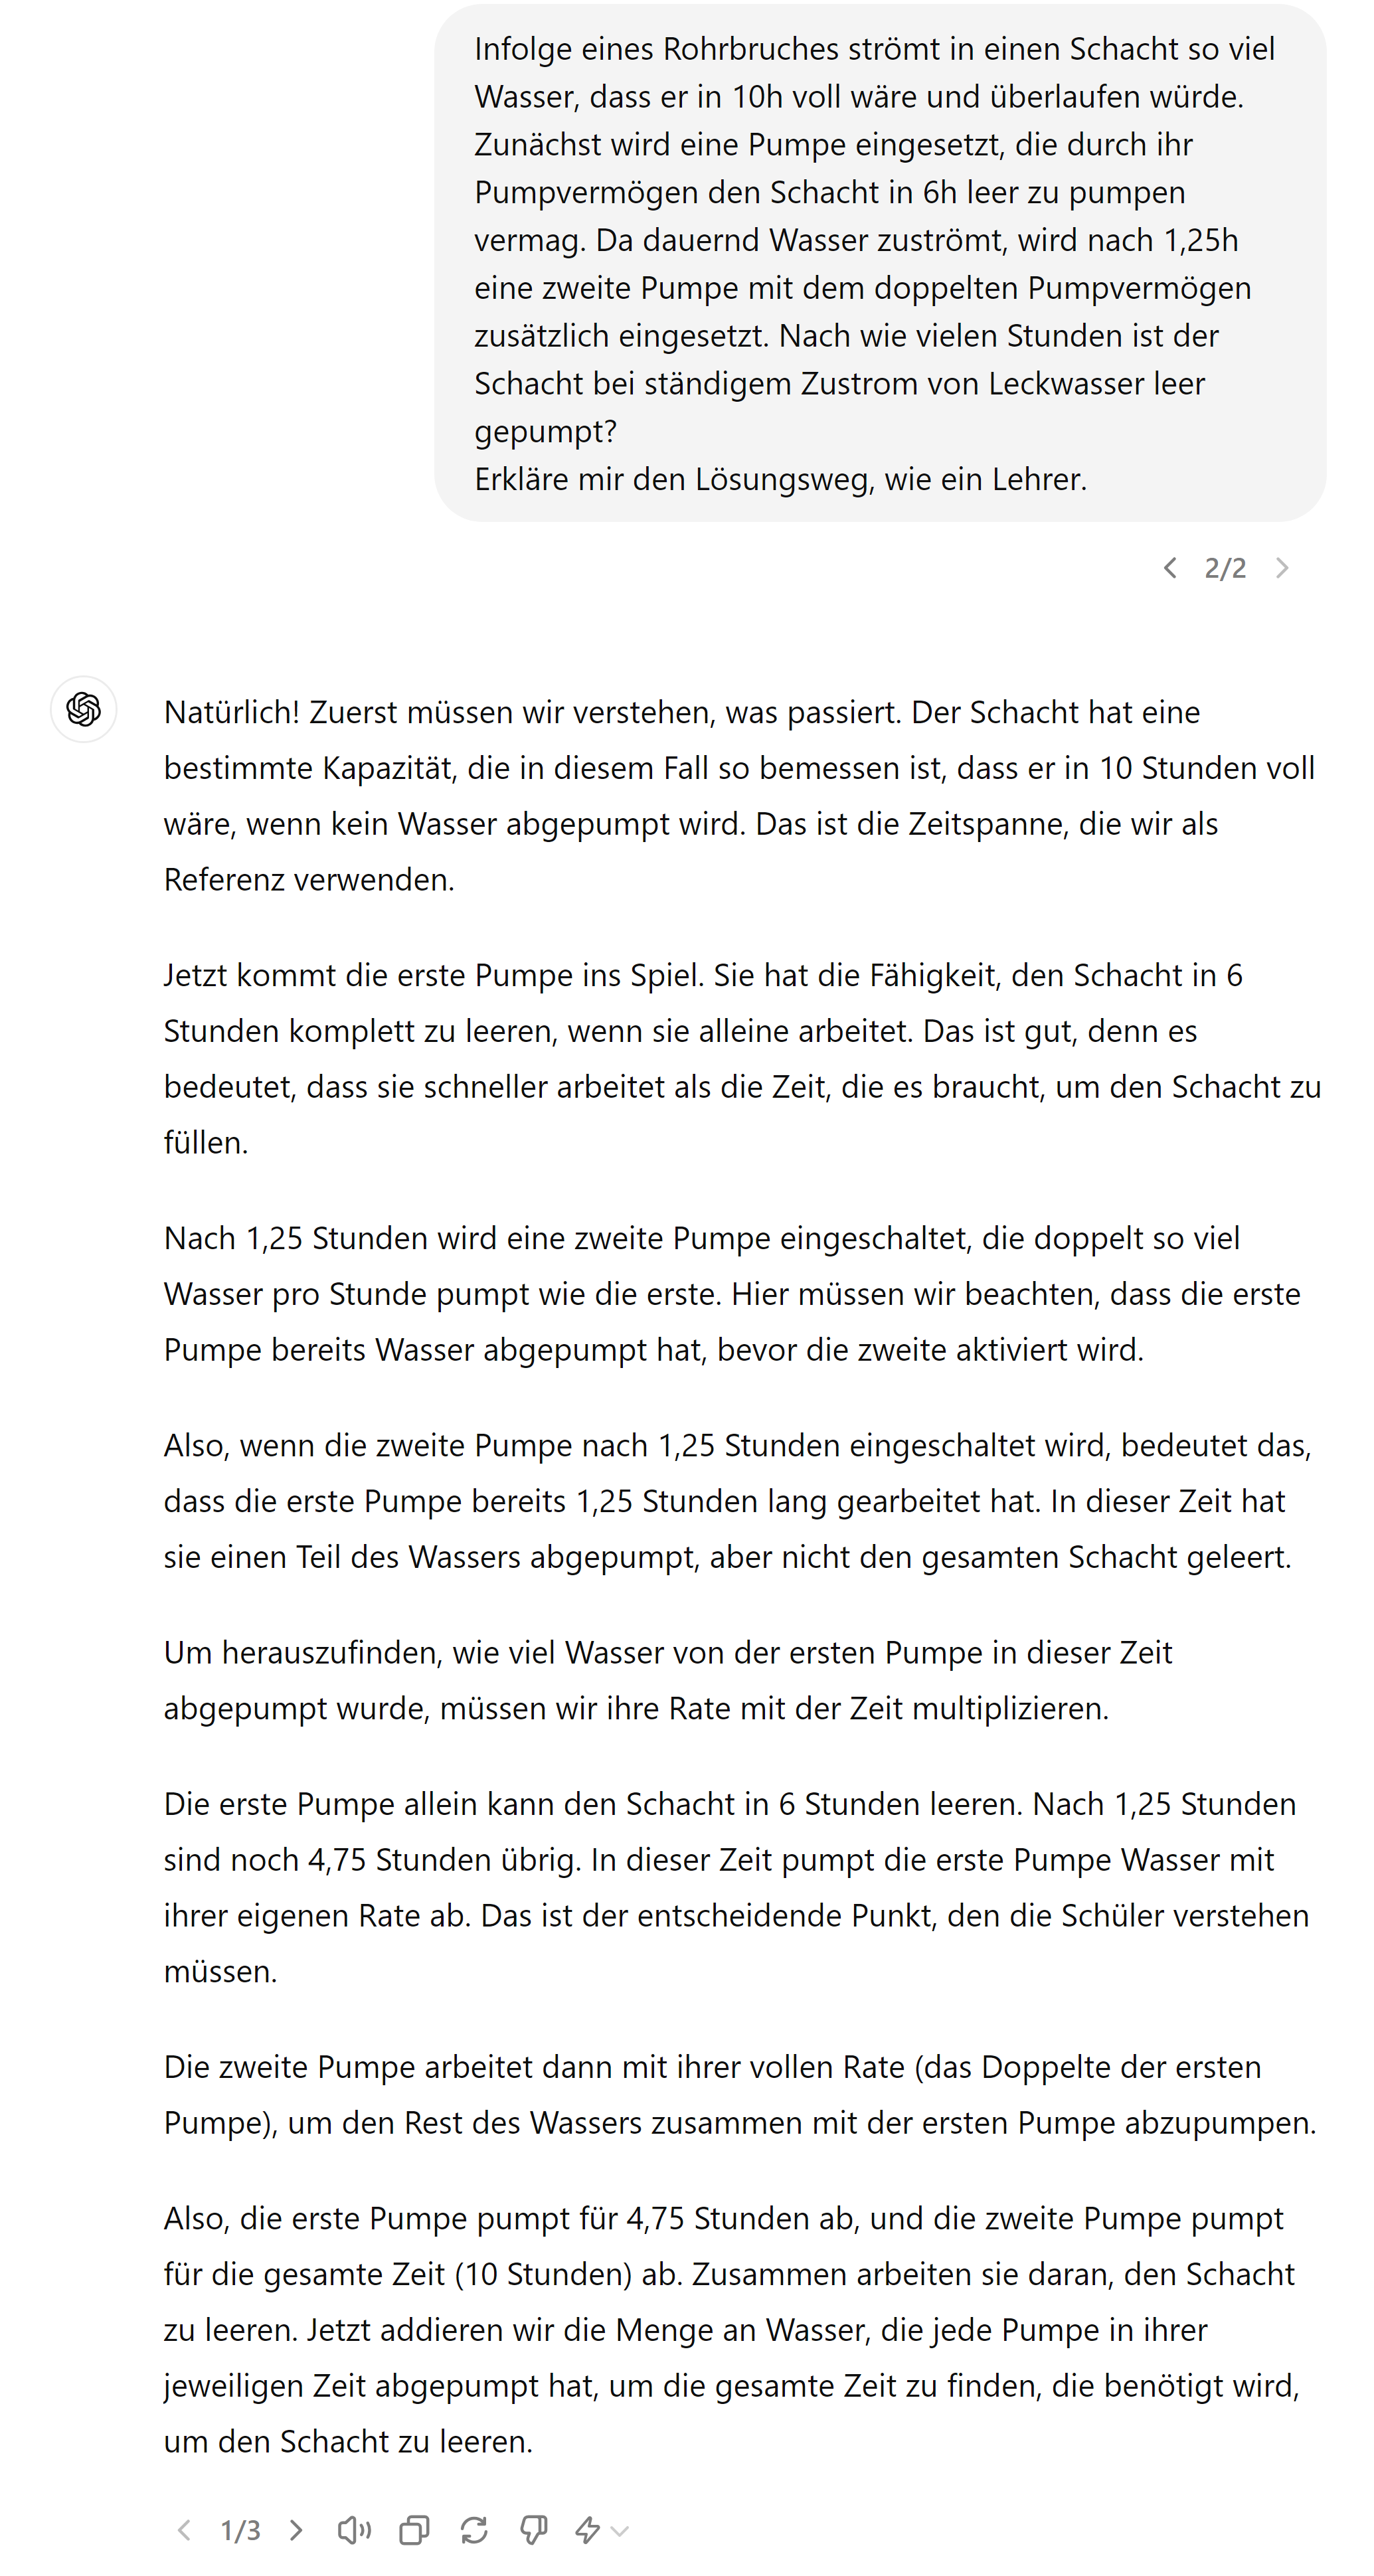 Infolge eines Rohrbruches strömt in einen Schacht so viel
Wasser, dass er in 10h voll wäre und überlaufen würde.
Zunächst wird eine Pumpe eingesetzt, die durch ihr
Pumpvermögen den Schacht in 6h leer zu pumpen
vermag. Da dauernd Wasser zuströmt, wird nach 1,25h
eine zweite Pumpe mit dem doppelten Pumpvermögen
zusätzlich eingesetzt. Nach wie vielen Stunden ist der
Schacht bei ständigem Zustrom von Leckwasser leer
gepumpt?
Erkläre mir den Lösungsweg, wie ein Lehrer.
2/2
Natürlich! Zuerst müssen wir verstehen, was passiert. Der Schacht hat eine
bestimmte Kapazität, die in diesem Fall so bemessen ist, dass er in 10 Stunden voll
wäre, wenn kein Wasser abgepumpt wird. Das ist die Zeitspanne, die wir als
Referenz verwenden.
Jetzt kommt die erste Pumpe ins Spiel. Sie hat die Fähigkeit, den Schacht in 6
Stunden komplett zu leeren, wenn sie alleine arbeitet. Das ist gut, denn es
bedeutet, dass sie schneller arbeitet als die Zeit, die es braucht, um den Schacht zu
füllen.
Nach 1,25 Stunden wird eine zweite Pumpe eingeschaltet, die doppelt so viel
Wasser pro Stunde pumpt wie die erste. Hier müssen wir beachten, dass die erste
Pumpe bereits Wasser abgepumpt hat, bevor die zweite aktiviert wird.
Also, wenn die zweite Pumpe nach 1,25 Stunden eingeschaltet wird, bedeutet das,
dass die erste Pumpe bereits 1,25 Stunden lang gearbeitet hat. In dieser Zeit hat
sie einen Teil des Wassers abgepumpt, aber nicht den gesamten Schacht geleert.
Um herauszufinden, wie viel Wasser von der ersten Pumpe in dieser Zeit
abgepumpt wurde, müssen wir ihre Rate mit der Zeit multiplizieren.
Die erste Pumpe allein kann den Schacht in 6 Stunden leeren. Nach 1,25 Stunden
sind noch 4,75 Stunden übrig. In dieser Zeit pumpt die erste Pumpe Wasser mit
ihrer eigenen Rate ab. Das ist der entscheidende Punkt, den die Schüler verstehen
müssen.
Die zweite Pumpe arbeitet dann mit ihrer vollen Rate (das Doppelte der ersten
Pumpe), um den Rest des Wassers zusammen mit der ersten Pumpe abzupumpen.
Also, die erste Pumpe pumpt für 4,75 Stunden ab, und die zweite Pumpe pumpt
für die gesamte Zeit (10 Stunden) ab. Zusammen arbeiten sie daran, den Schacht
zu leeren. Jetzt addieren wir die Menge an Wasser, die jede Pumpe in ihrer
jeweiligen Zeit abgepumpt hat, um die gesamte Zeit zu finden, die benötigt wird,
um den Schacht zu leeren.
1/3